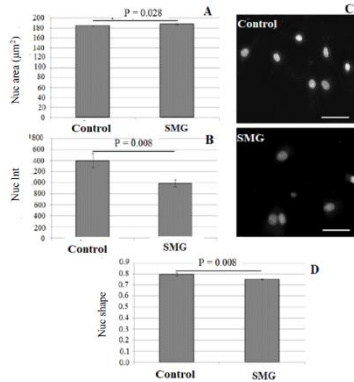 A
P = 0.028
Nuc area (µm²)
200
180
160
140
120
100
80
60
40
20
0
Control SMG
B
P = 0.008
Nuc Int
800
600
400
200
000
800
600
400
200
0
Control SMG
C
Control
SMG
D
P = 0.008
Nuc shape
0.9
0.8
0.7
0.6
0.5
0.4
0.3
0.2
0.1
0.0
Control SMG